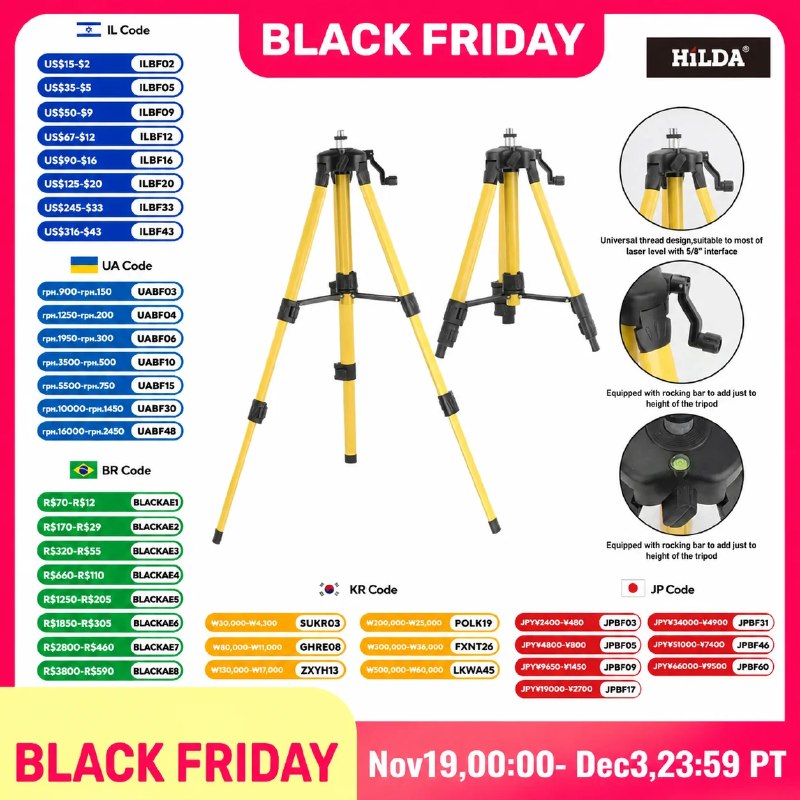 BLACK FRIDAY
HiLDA®
IL Code
US$15-$2 ILBF02
US$35-$5 ILBF05
US$50-$9 ILBF09
US$67-$12 ILBF12
US$90-$16 ILBF16
US$125-$20 ILBF20
US$245-$33 ILBF33
US$316-$43 ILBF43
UA Code
грн.900-грн.150 UABF03
грн.1250-грн.200 UABF04
грн.1950-грн.300 UABF06
грн.3500-грн.500 UABF10
грн.5500-грн.750 UABF15
грн.10000-грн.1450 UABF30
грн.16000-грн.2450 UABF48
BR Code
R$70-R$12 BLACKAE1
R$170-R$29 BLACKAE2
R$320-R$55 BLACKAE3
R$660-R$110 BLACKAE4
R$1250-R$205 BLACKAE5
R$1850-R$305 BLACKAE6
R$2800-R$460 BLACKAE7
R$3800-R$590 BLACKAE8
Universal thread design,suitable to most of
laser level with 5/8" interface
Equipped with rocking bar to add just to
height of the tripod
Equipped with rocking bar to add just to
height of the tripod
KR Code
₩30,000-₩4,300 SUKR03
₩80,000-₩11,000 GHRE08
₩130,000-₩17,000 ZXYH13
₩200,000-₩25,000 POLK19
₩300,000-₩36,000 FXNT26
₩500,000-₩60,000 LKWA45
JP Code
JPY¥2400-¥480 JPBF03
JPY¥4800-¥800 JPBF05
JPY¥9650-¥1450 JPBF09
JPY¥19000-¥2700 JPBF17
JPY¥34000-¥4900 JPBF31
JPY¥51000-¥7400 JPBF46
JPY¥66000-¥9500 JPBF60
BLACK FRIDAY
Nov19,00:00- Dec3,23:59 PT